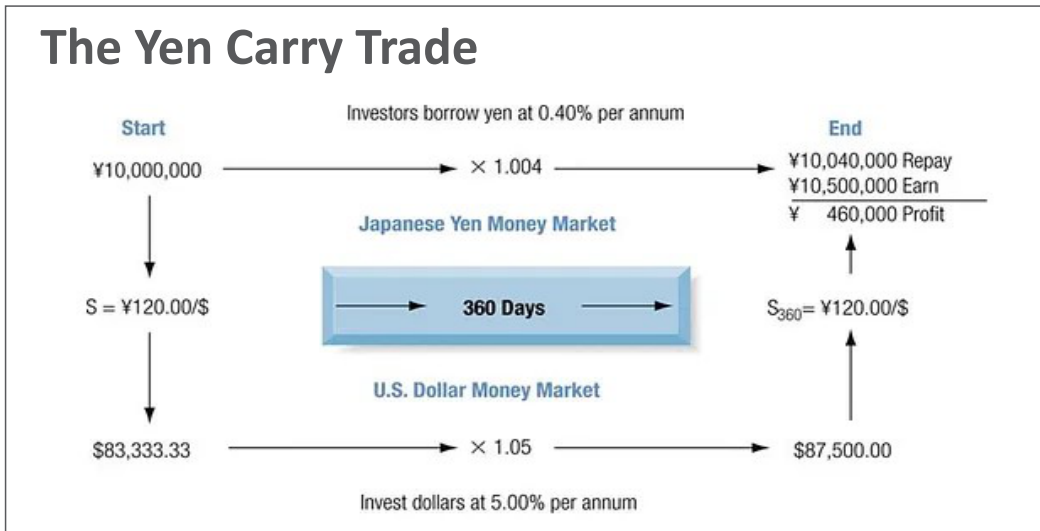 The Yen Carry Trade
Investors borrow yen at 0.40% per annum
Start
End
¥10,000,000
× 1.004
¥10,040,000 Repay
¥10,500,000 Earn
¥ 460,000 Profit
Japanese Yen Money Market
S = ¥120.00/$
360 Days
S360= ¥120.00/$
U.S. Dollar Money Market
$83,333.33
× 1.05
$87,500.00
Invest dollars at 5.00% per annum